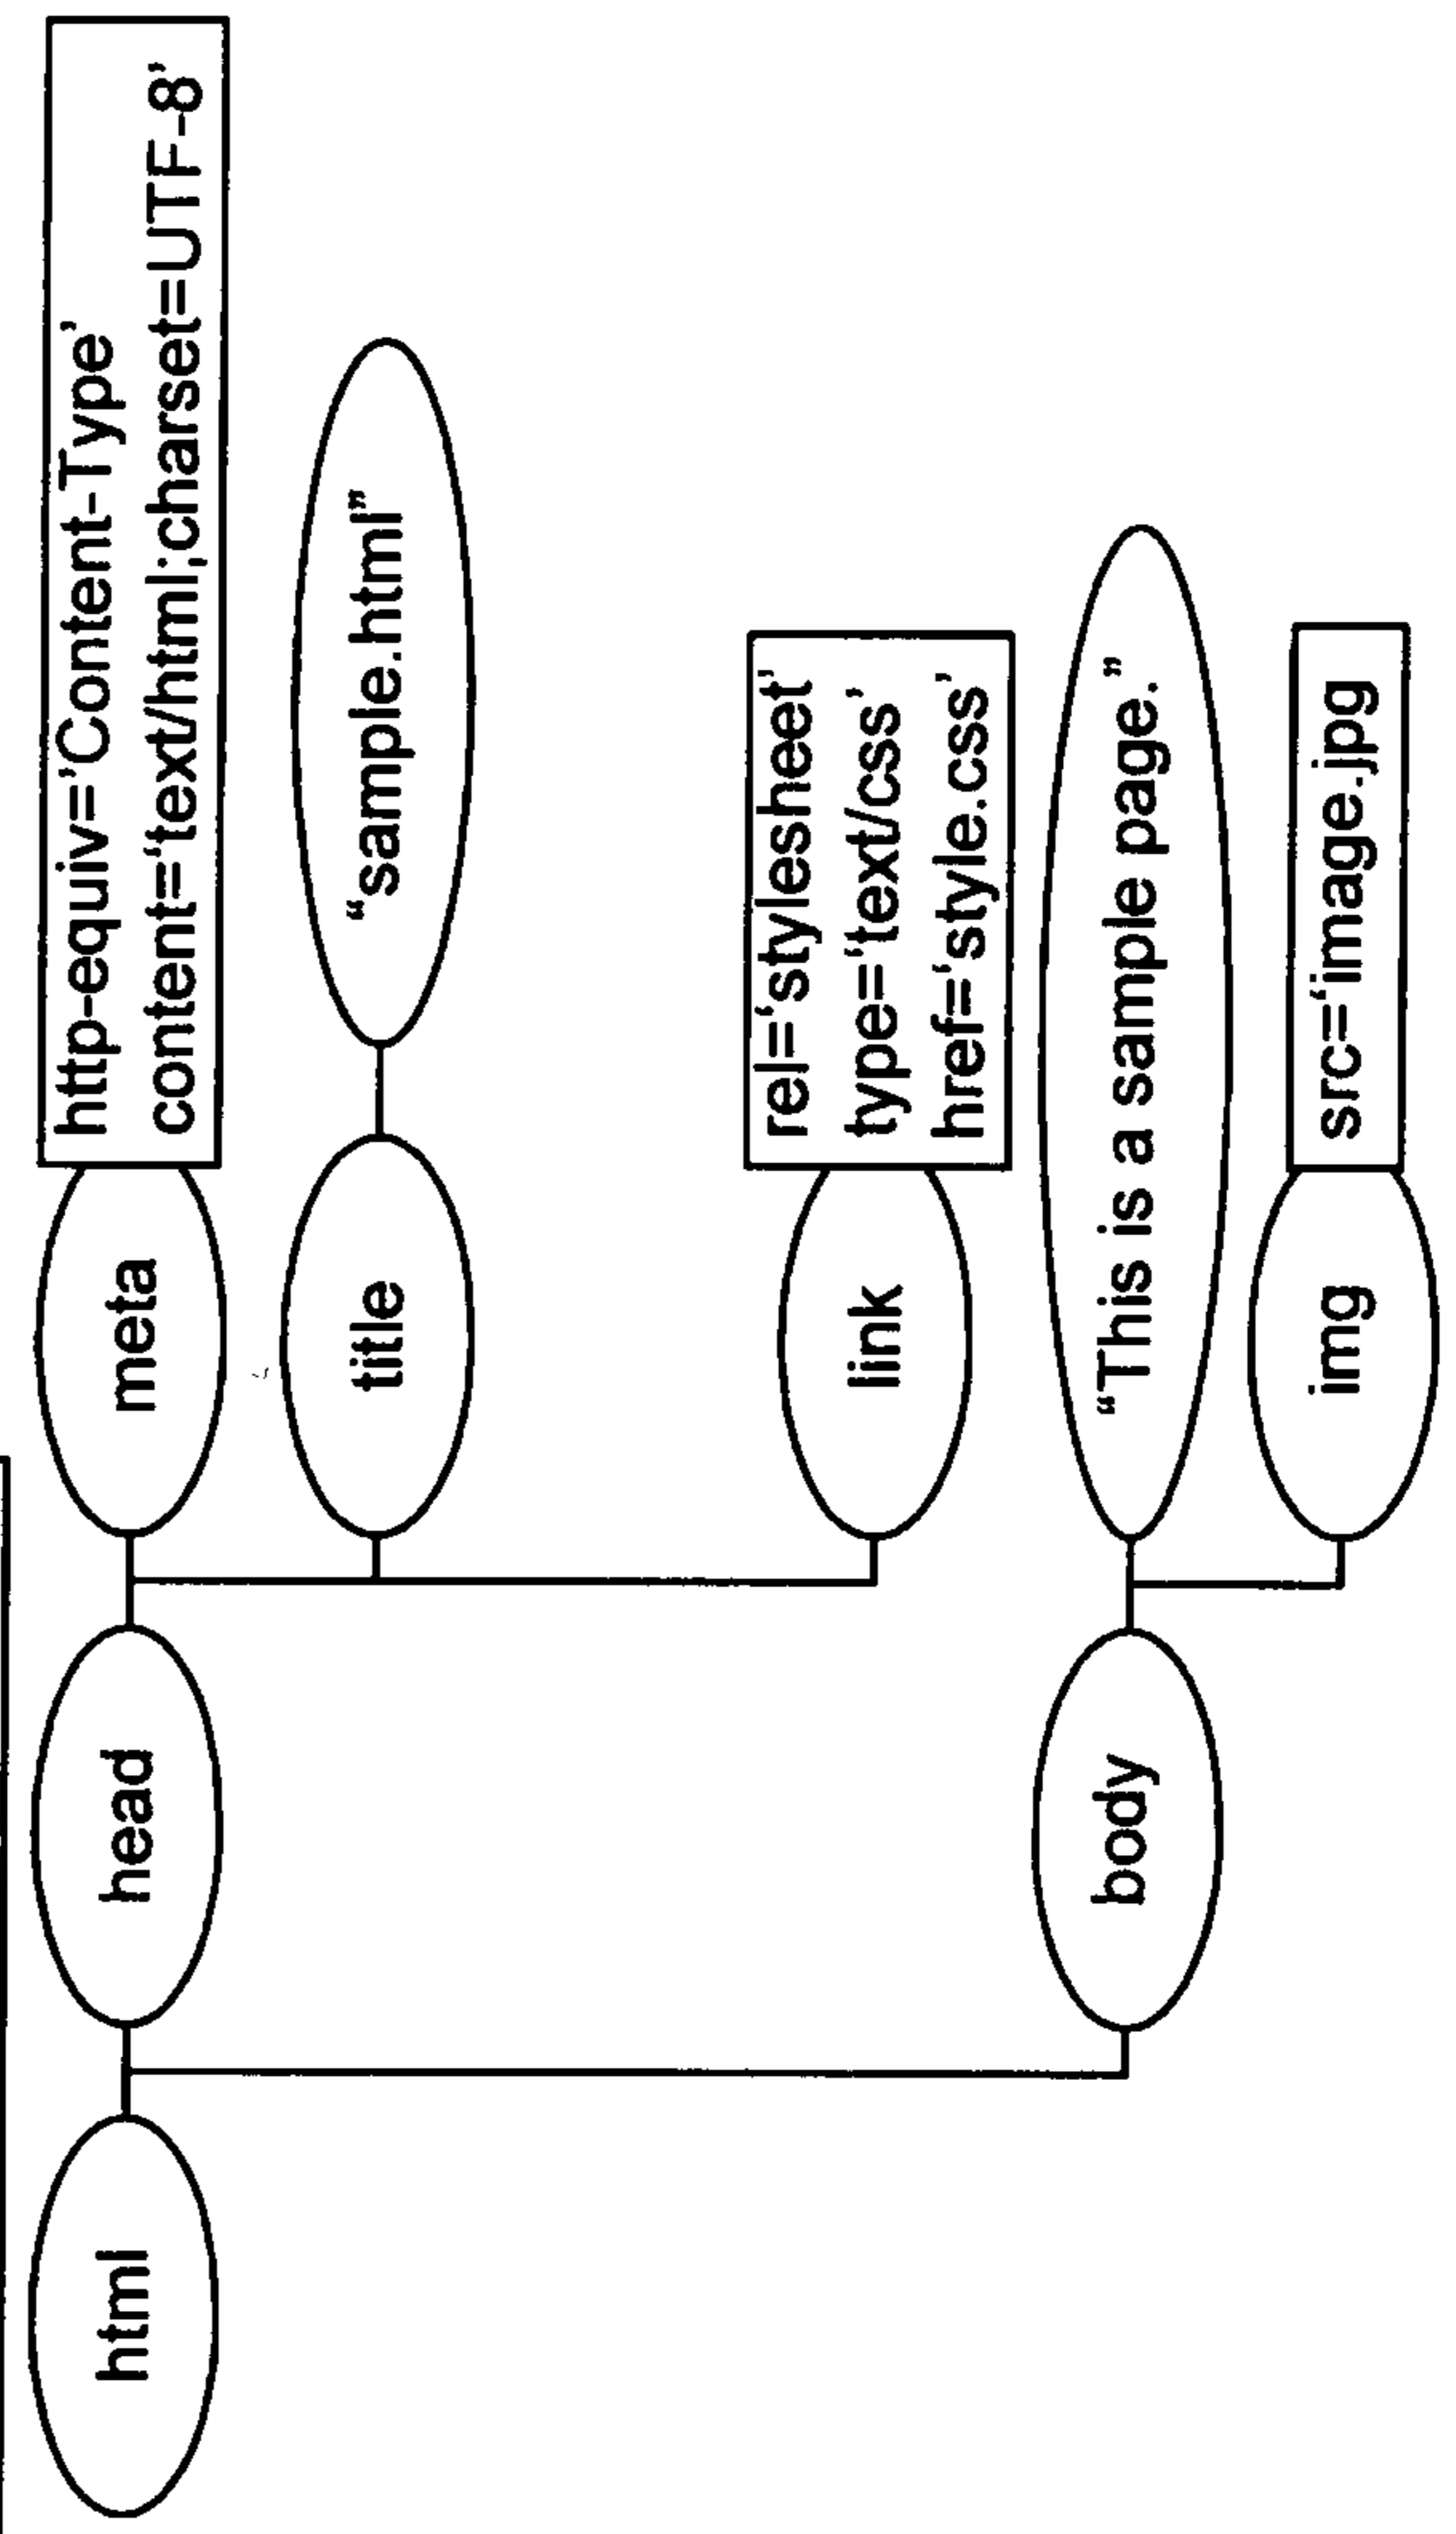 html
head
meta
http-equiv='Content-Type'
content=‘text/html;charset=UTF-8’
title
“sample.html”
link
rel=‘stylesheet’
type=‘text/css’
href=‘style.css’
body
“This is a sample page.”
img
src=‘image.jpg